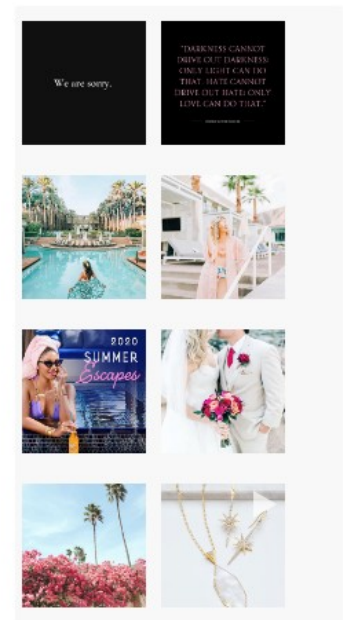 We are sorry.
"DARKNESS CANNOT
DRIVE OUT DARKNESS;
ONLY LIGHT CAN DO
THAT. HATE CANNOT
DRIVE OUT HATE; ONLY
LOVE CAN DO THAT."
2020
SUMMER
Escapes